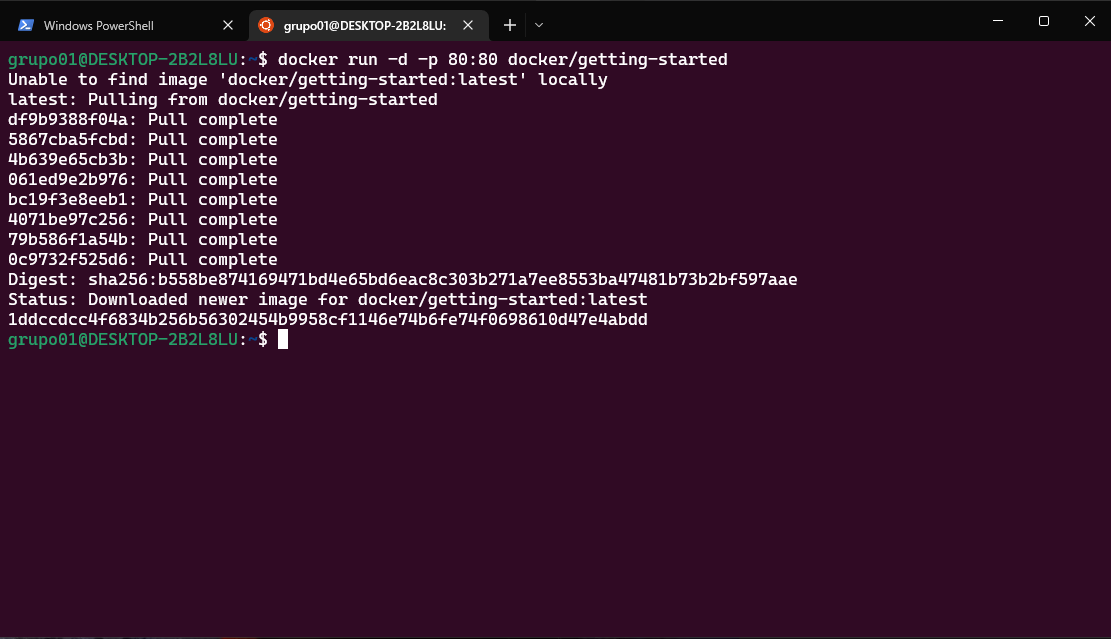 Windows PowerShell
grupo01@DESKTOP-2B2L8LU:
grupo01@DESKTOP-2B2L8LU:~$ docker run -d -p 80:80 docker/getting-started
Unable to find image 'docker/getting-started:latest' locally
latest: Pulling from docker/getting-started
df9b9388f04a: Pull complete
5867cba5fcbd: Pull complete
4b639e65cb3b: Pull complete
061ed9e2b976: Pull complete
bc19f3e8eeb1: Pull complete
4071be97c256: Pull complete
79b586f1a54b: Pull complete
0c9732f525d6: Pull complete
Digest: sha256:b558be874169471bd4e65bd6eac8c303b271a7ee8553ba47481b73b2bf597aae
Status: Downloaded newer image for docker/getting-started:latest
1ddccdcc4f6834b256b56302454b9958cf1146e74b6fe74f0698610d47e4abdd
grupo01@DESKTOP-2B2L8LU:~$